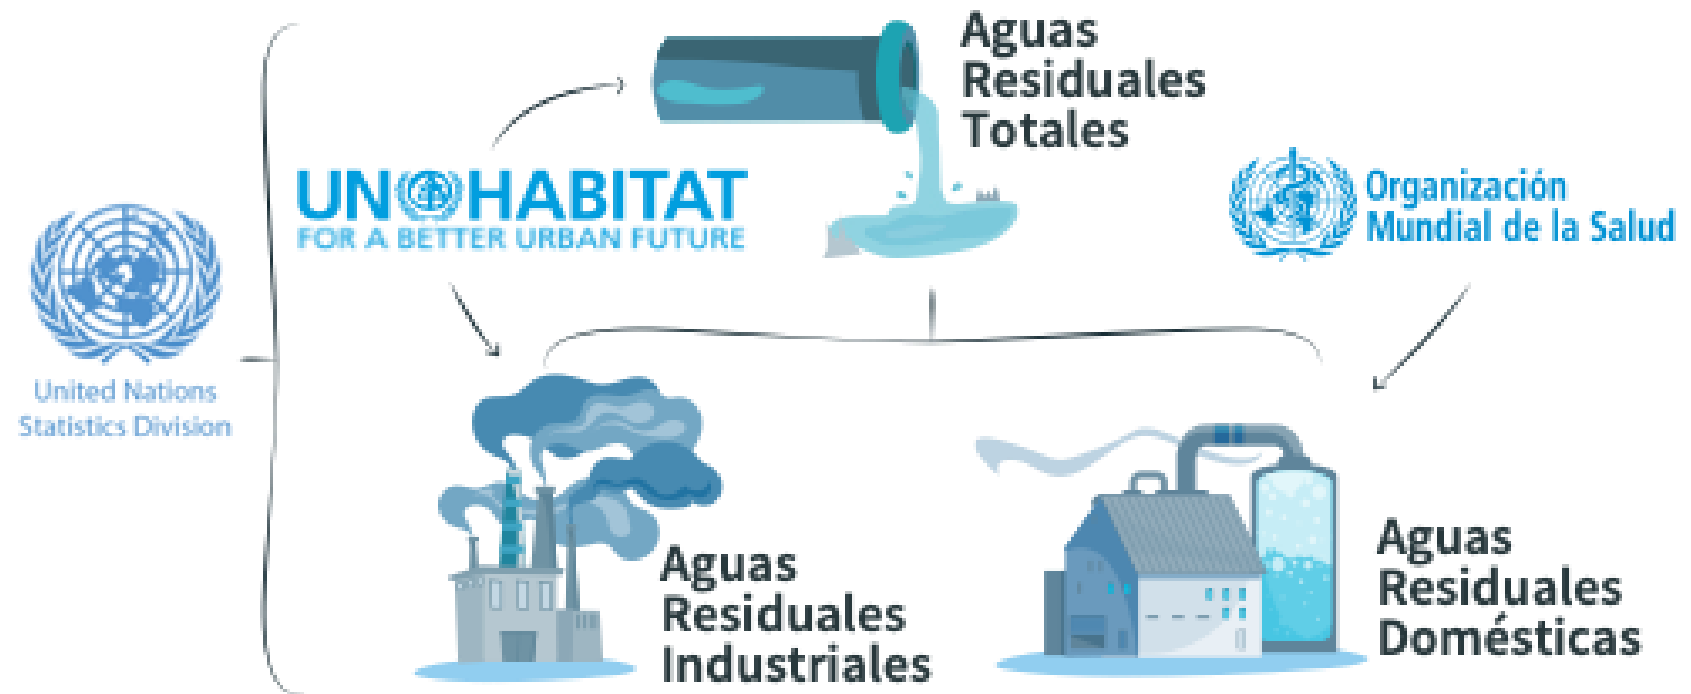 Aguas
Residuales
Totales
UN HABITAT
FOR A BETTER URBAN FUTURE
Organización
Mundial de la Salud
United Nations
Statistics Division
Aguas
Residuales
Industriales
Aguas
Residuales
Domésticas